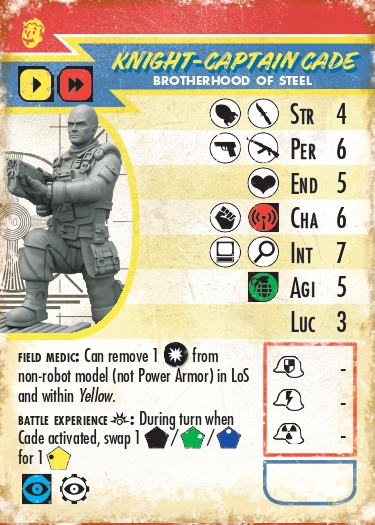 KNIGHT-CAPTAIN CADE
BROTHERHOOD OF STEEL
STR 4
PER 6
END 5
CHA 6
INT 7
AGI 5
LUC 3
FIELD MEDIC: Can remove 1 from
non-robot model (not Power Armor) in LoS
and within Yellow.
BATTLE EXPERIENCE : During turn when
Cade activated, swap 1 / /
for 1
-
-
-